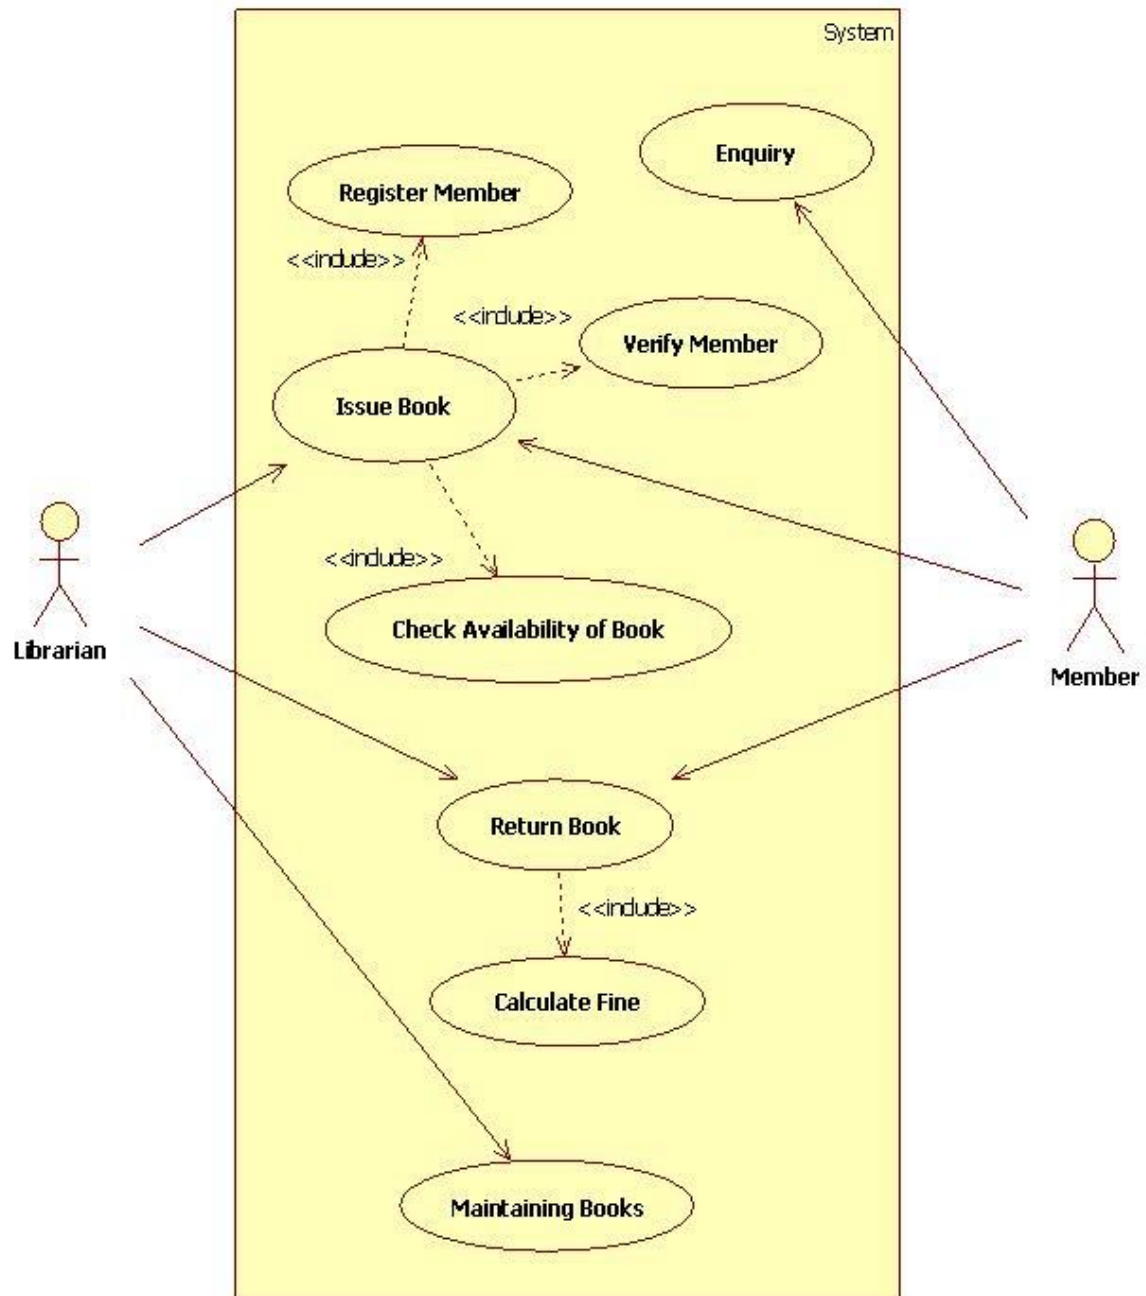 System
Enquiry
Register Member
<<include>>
<<include>>
Verify Member
Issue Book
<<include>>
Check Availability of Book
Librarian
Member
Return Book
<<include>>
Calculate Fine
Maintaining Books